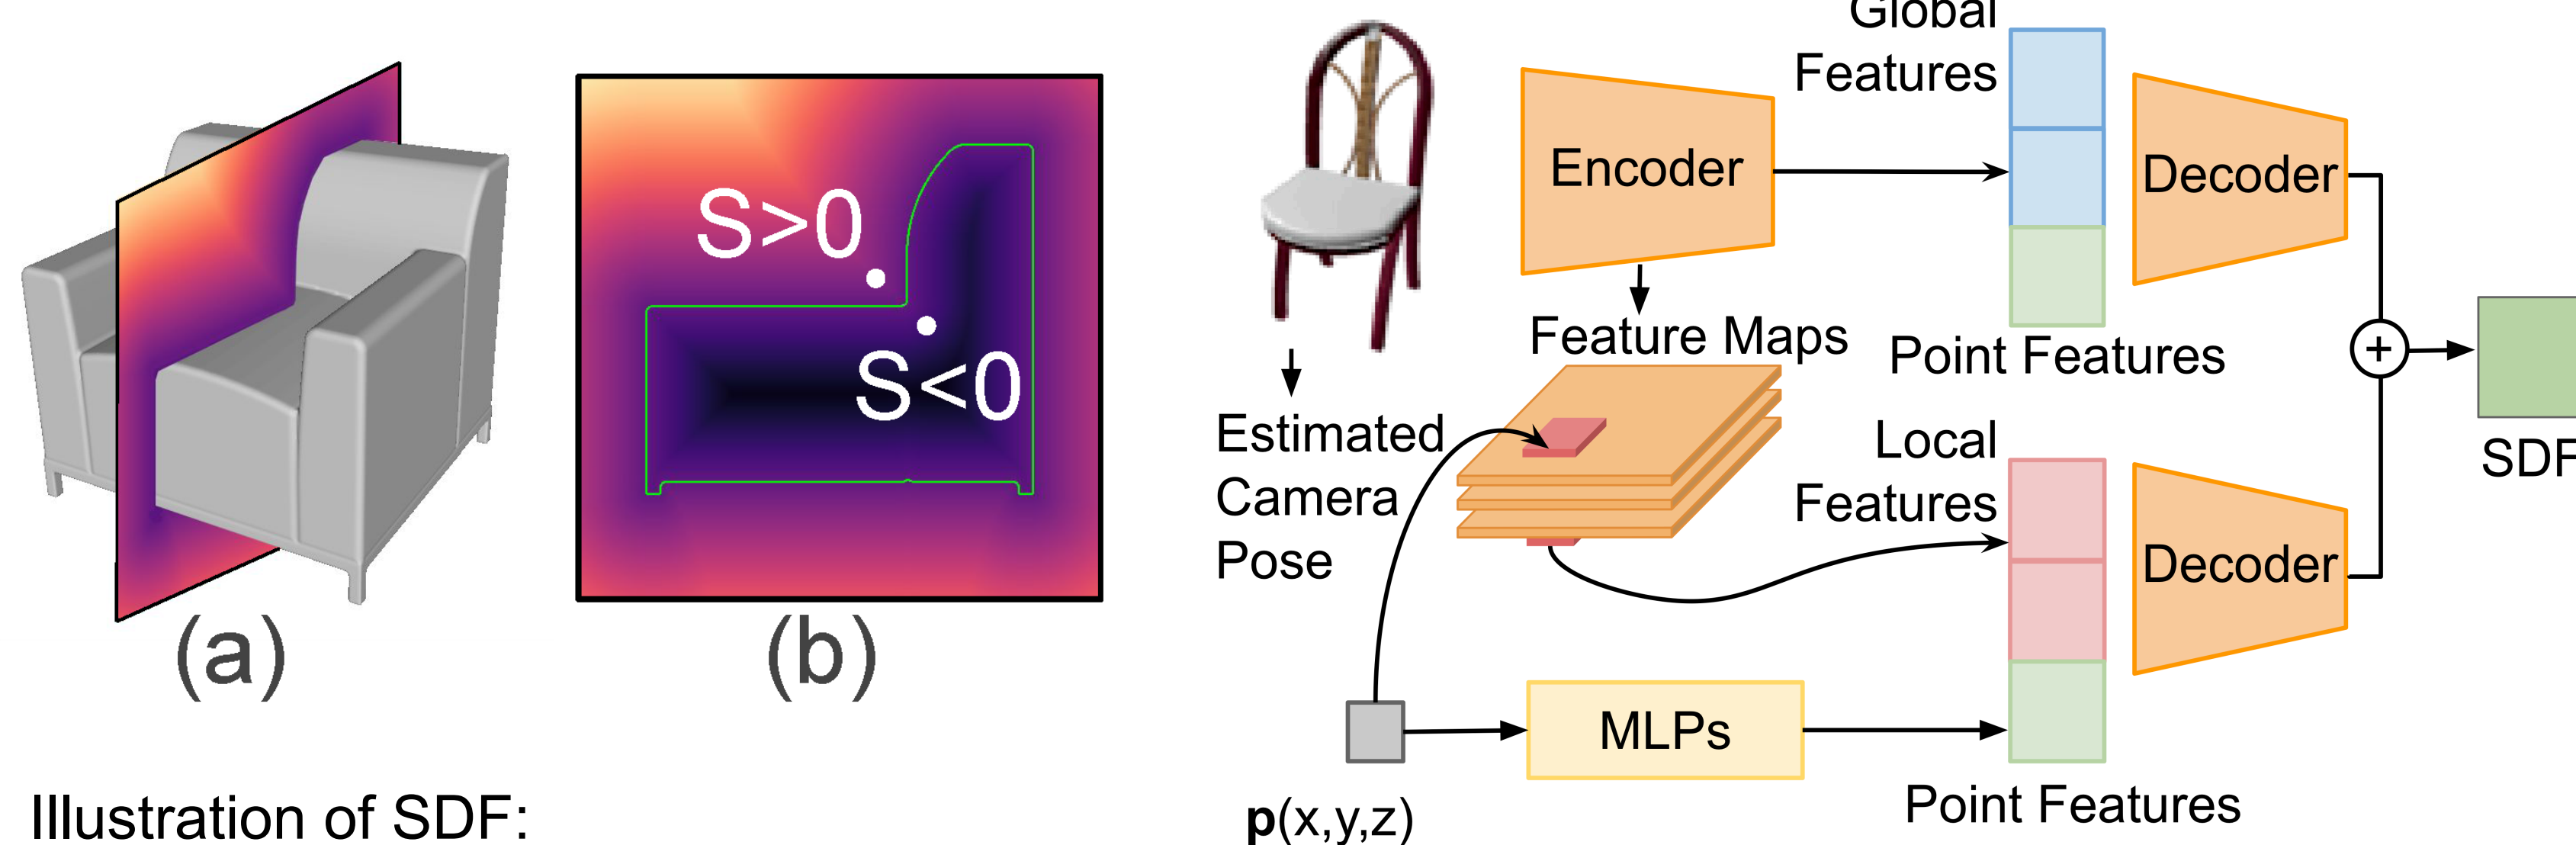 S>0
S<0
(a)
(b)
Illustration of SDF:
Estimated
Camera
Pose
p(x,y,z)
Encoder
Feature Maps
MLPs
Global
Features
Point Features
Local
Features
Point Features
Decoder
Decoder
+
SDF